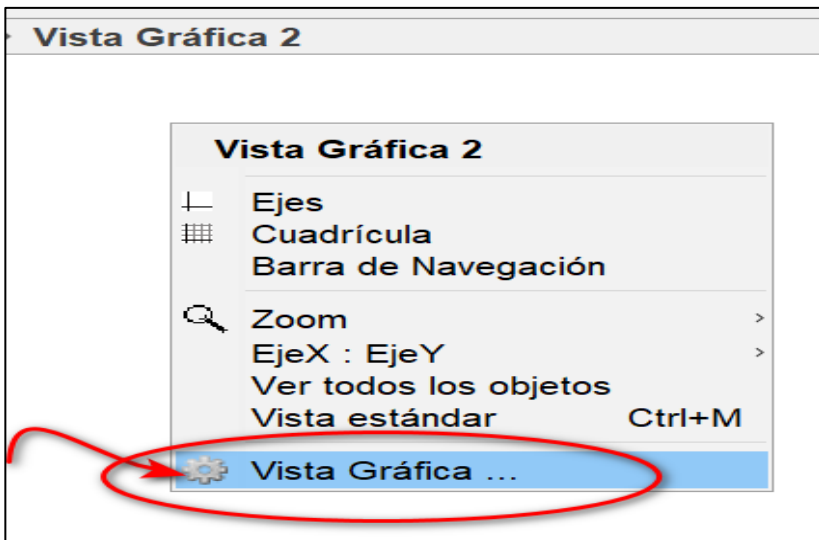 Vista Gráfica 2
Vista Gráfica 2
Ejes
Cuadrícula
Barra de Navegación
Zoom
EjeX : EjeY
Ver todos los objetos
Vista estándar Ctrl+M
Vista Gráfica ...